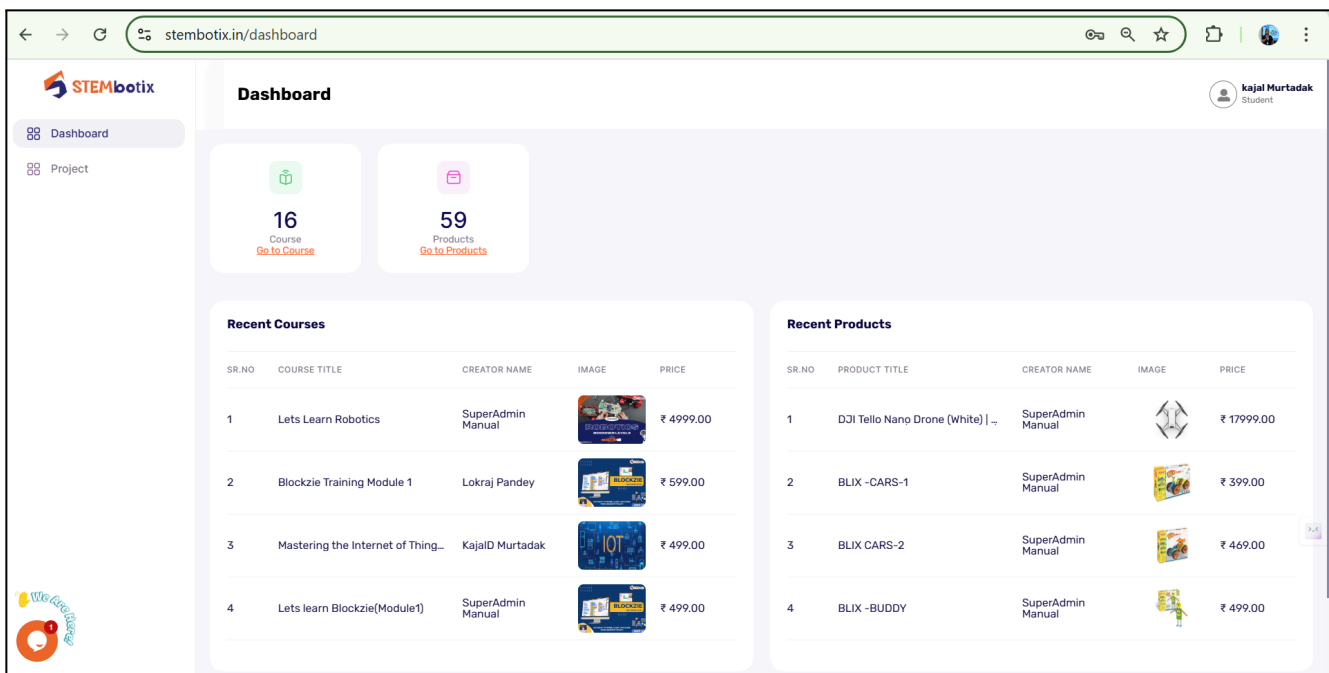 stembotix.in/dashboard
STEMbotix
Dashboard
kajal Murtadak
Student
Dashboard
Project
16
Course
Go to Course
59
Products
Go to Products
Recent Courses
SR.NO COURSE TITLE CREATOR NAME IMAGE PRICE
1 Lets Learn Robotics SuperAdmin Manual ROBOTICS ₹ 4999.00
2 Blockzie Training Module 1 Lokraj Pandey BLOCKZIE ₹ 599.00
3 Mastering the Internet of Thing... KajalD Murtadak IOT ₹ 499.00
4 Lets learn Blockzie(Module1) SuperAdmin Manual BLOCKZIE ₹ 499.00
Recent Products
SR.NO PRODUCT TITLE CREATOR NAME IMAGE PRICE
1 DJI Tello Nano Drone (White) | ... SuperAdmin Manual ₹ 17999.00
2 BLIX -CARS-1 SuperAdmin Manual ₹ 399.00
3 BLIX CARS-2 SuperAdmin Manual ₹ 469.00
4 BLIX -BUDDY SuperAdmin Manual ₹ 499.00
We Are Here!
1